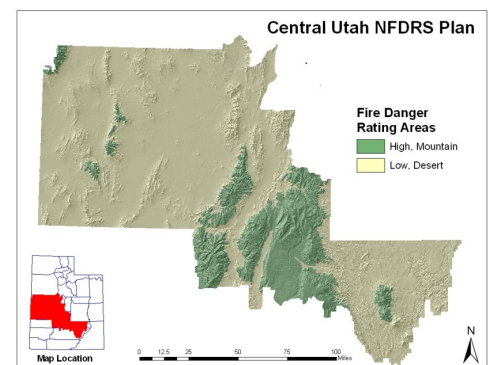 Central Utah NFDRS Plan
Fire Danger
Rating Areas
High, Mountain
Low, Desert
Map Location
0 12.5 25 50 75 100
Miles
N